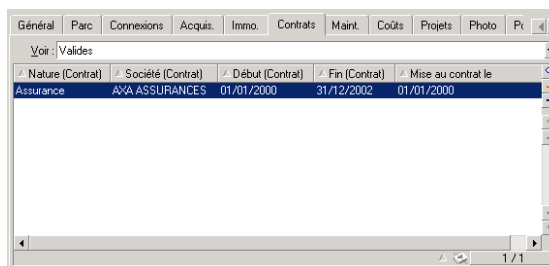 Général Parc Connexions Acquis. Immo. Contrats Maint. Coûts Projets Photo
Voir : Valides
Nature (Contrat) Société (Contrat) Début (Contrat) Fin (Contrat) Mise au contrat le
Assurance AXA ASSURANCES 01/01/2000 31/12/2002 01/01/2000
1 / 1